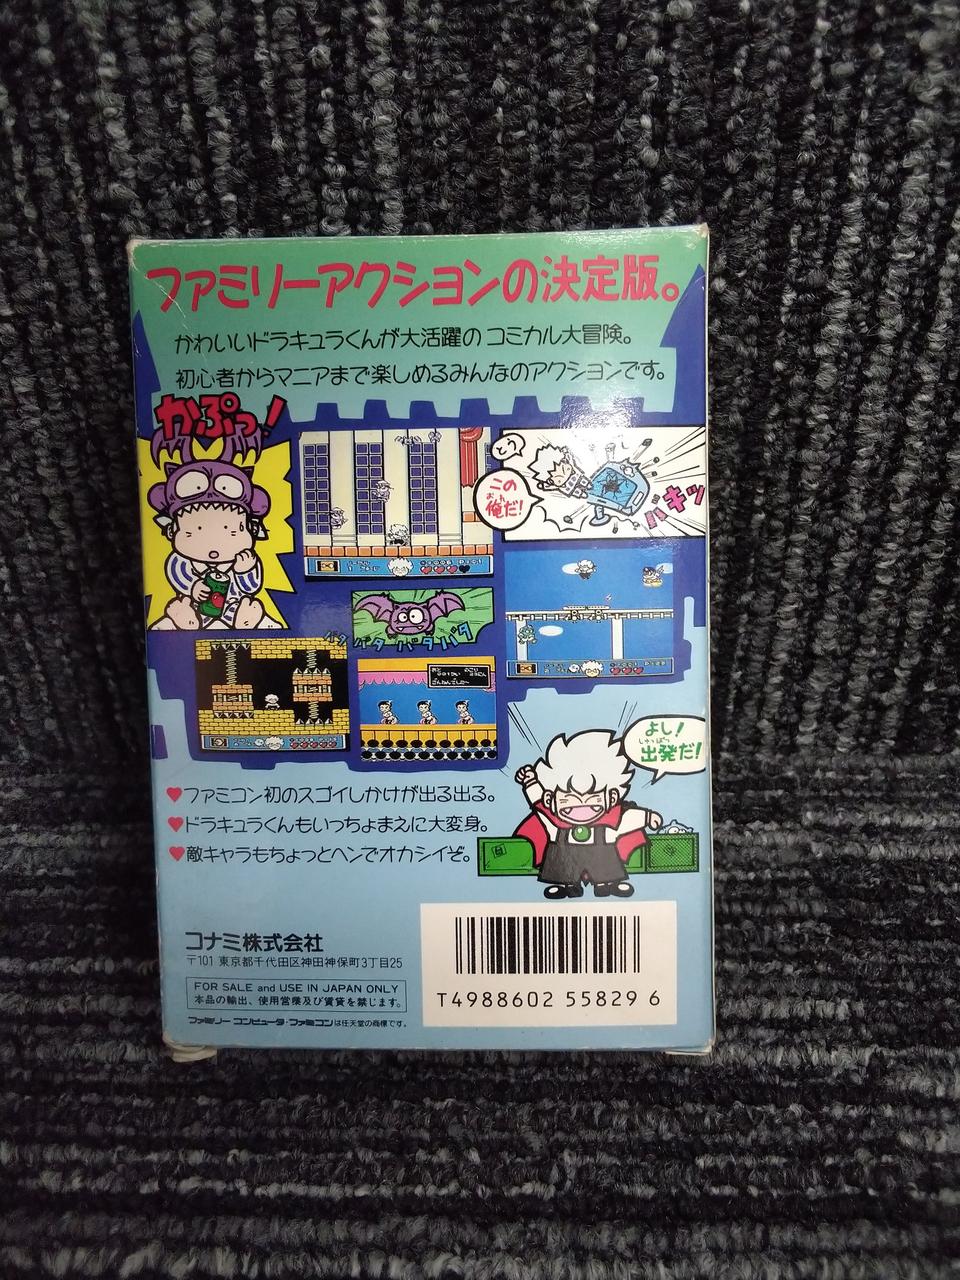 ファミリーアクションの決定版。
かわいいドラキュラくんが大活躍のコミカル大冒険。
初心者からマニアまで楽しめるみんなのアクションです。
かぷっ!
この
俺だ!
バキッ
バタバタバタバタ
よし!
しゅっぱつ
出発だ!
♥ファミコン初のスゴイしかけが出る出る。
♥ドラキュラくんもいっちょまえに大変身。
♥敵キャラもちょっとヘンでオカシイぞ。
コナミ株式会社
〒101 東京都千代田区神田神保町3丁目25
FOR SALE and USE IN JAPAN ONLY
本品の輸出、使用営業及び賃貸を禁じます。
ファミリーコンピュータ・ファミコンは任天堂の商標です。
T4988602 55829 6